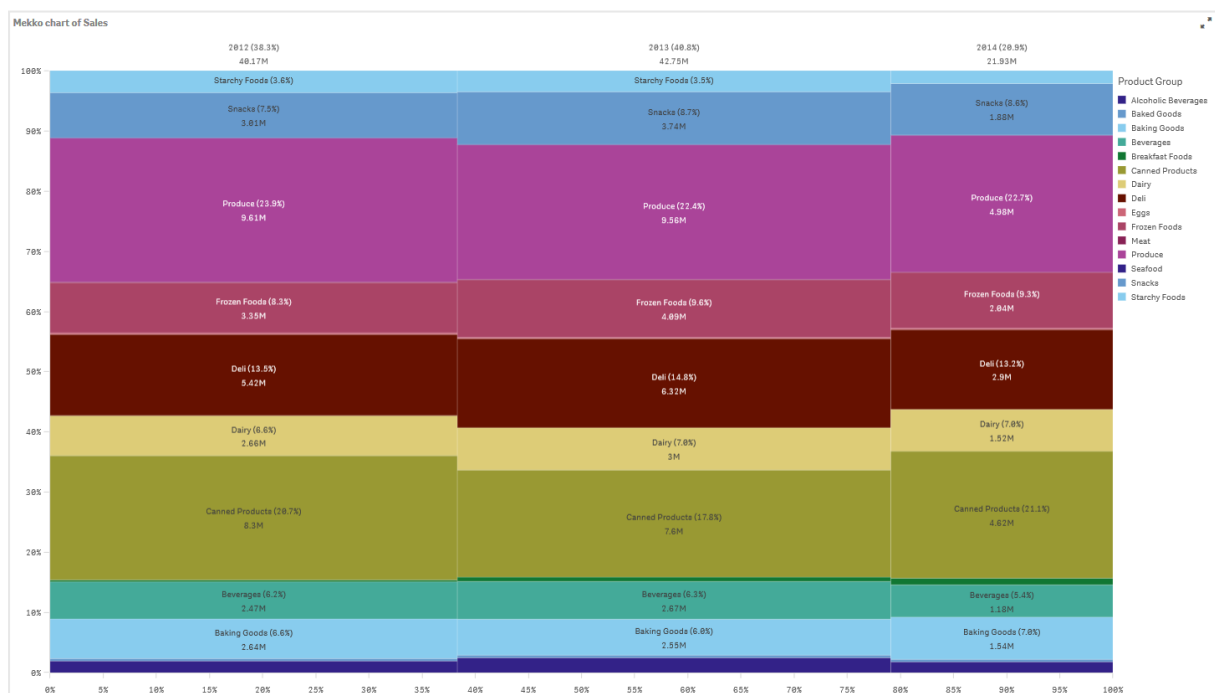 Mekko chart of Sales
2012 (38.3%)
40.17M
2013 (40.8%)
42.75M
2014 (20.9%)
21.93M
100%
90%
80%
70%
60%
50%
40%
30%
20%
10%
0%
Starchy Foods (3.6%)
Snacks (7.5%)
3.01M
Produce (23.9%)
9.61M
Frozen Foods (8.3%)
3.35M
Deli (13.5%)
5.42M
Dairy (6.6%)
2.66M
Canned Products (20.7%)
8.3M
Beverages (6.2%)
2.47M
Baking Goods (6.6%)
2.64M
Starchy Foods (3.5%)
Snacks (8.7%)
3.74M
Produce (22.4%)
9.56M
Frozen Foods (9.6%)
4.09M
Deli (14.8%)
6.32M
Dairy (7.0%)
3M
Canned Products (17.8%)
7.6M
Beverages (6.3%)
2.67M
Baking Goods (6.0%)
2.55M
Snacks (8.6%)
1.88M
Produce (22.7%)
4.98M
Frozen Foods (9.3%)
2.04M
Deli (13.2%)
2.9M
Dairy (7.0%)
1.52M
Canned Products (21.1%)
4.62M
Beverages (5.4%)
1.18M
Baking Goods (7.0%)
1.54M
0% 5% 10% 15% 20% 25% 30% 35% 40% 45% 50% 55% 60% 65% 70% 75% 80% 85% 90% 95% 100%
Product Group
Alcoholic Beverages
Baked Goods
Baking Goods
Beverages
Breakfast Foods
Canned Products
Dairy
Deli
Eggs
Frozen Foods
Meat
Produce
Seafood
Snacks
Starchy Foods